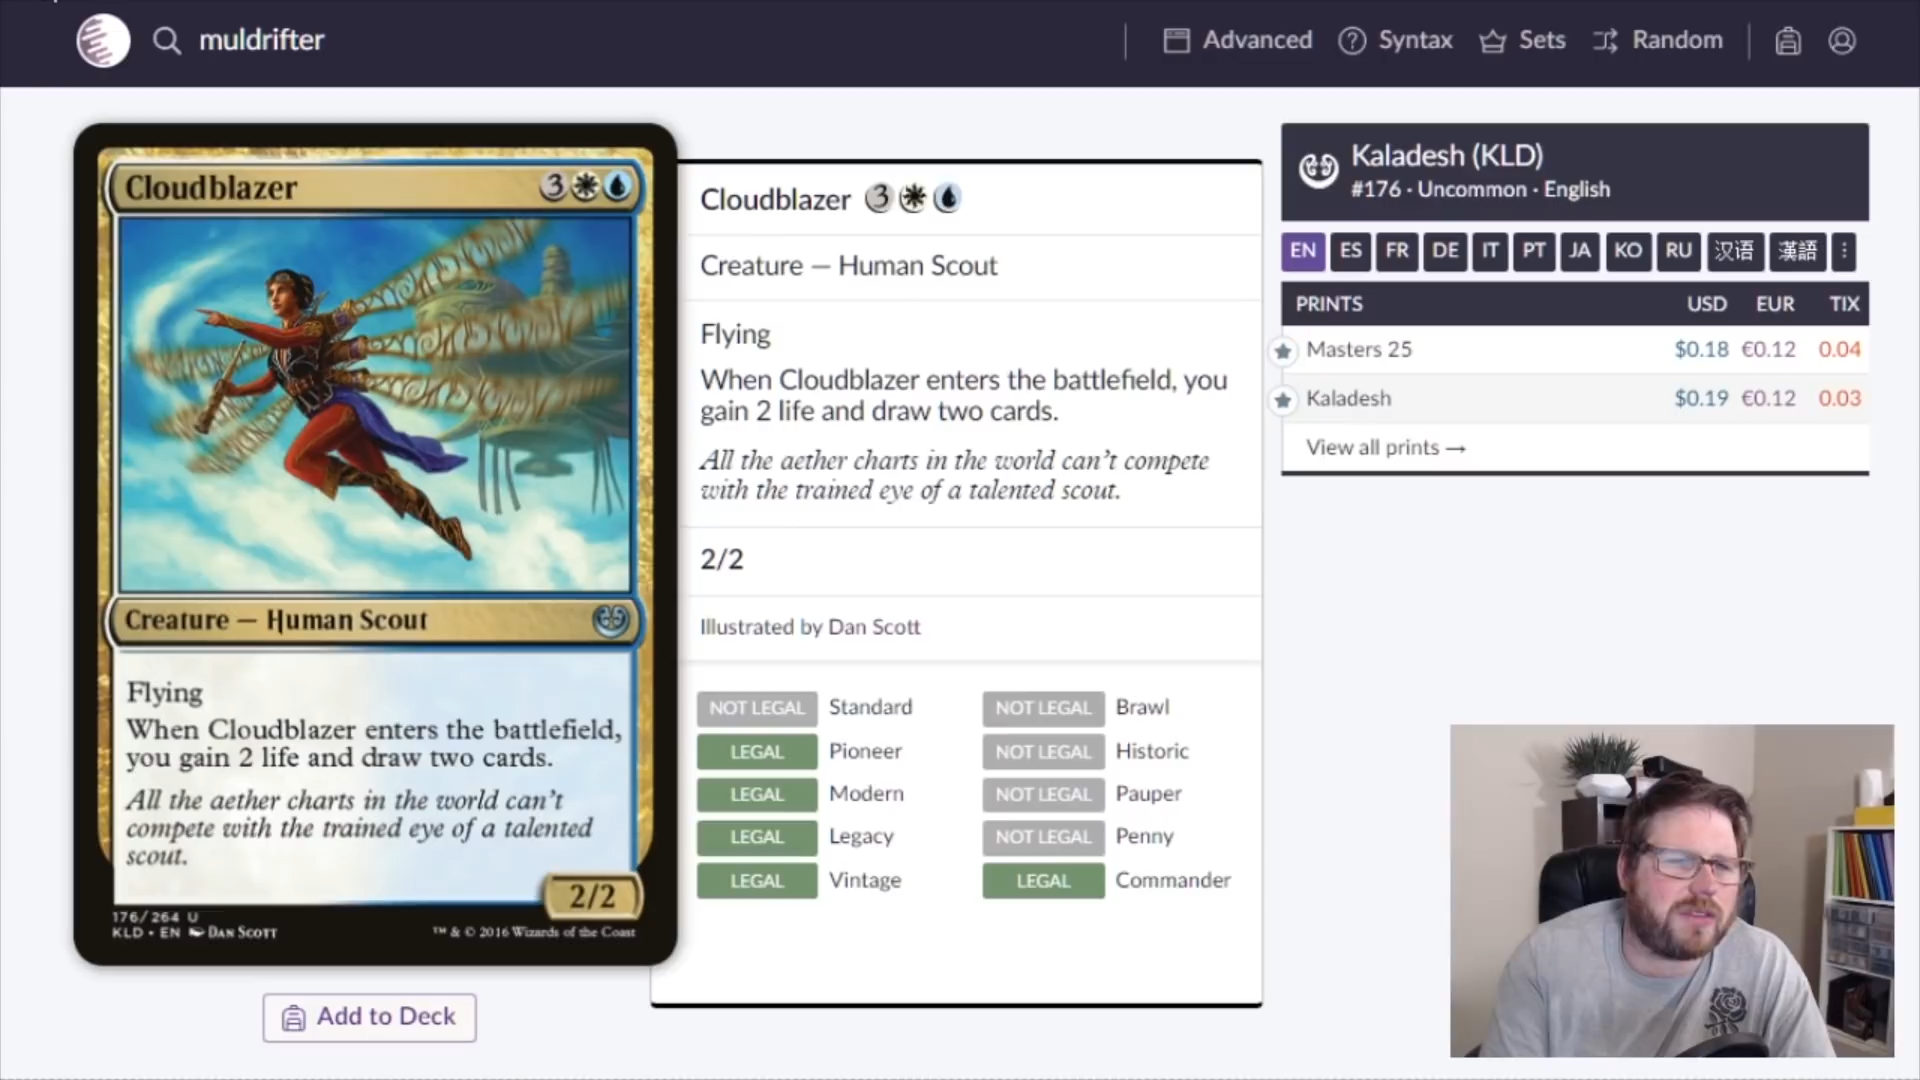 muldrifter
Advanced
Syntax
Sets
Random
Cloudblazer 3
Creature — Human Scout
Flying
When Cloudblazer enters the battlefield,
you gain 2 life and draw two cards.
All the aether charts in the world can't
compete with the trained eye of a talented
scout.
2/2
176/264 U
KLD • EN Dan Scott
™ & © 2016 Wizards of the Coast
Add to Deck
Cloudblazer 3
Creature — Human Scout
Flying
When Cloudblazer enters the battlefield, you
gain 2 life and draw two cards.
All the aether charts in the world can't compete
with the trained eye of a talented scout.
2/2
Illustrated by Dan Scott
NOT LEGAL Standard NOT LEGAL Brawl
LEGAL Pioneer NOT LEGAL Historic
LEGAL Modern NOT LEGAL Pauper
LEGAL Legacy NOT LEGAL Penny
LEGAL Vintage LEGAL Commander
Kaladesh (KLD)
#176 · Uncommon · English
EN ES FR DE IT PT JA KO RU 汉语 漢語
PRINTS USD EUR TIX
Masters 25 $0.18 €0.12 0.04
Kaladesh $0.19 €0.12 0.03
View all prints →